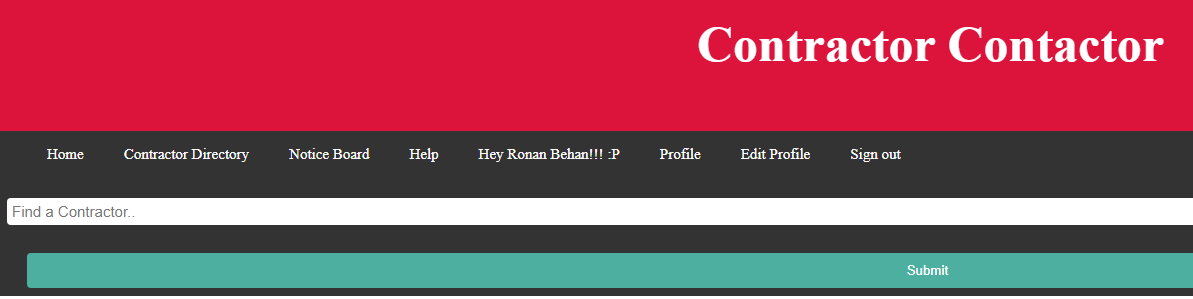 Contractor Contactor
Home Contractor Directory Notice Board Help Hey Ronan Behan!!! :P Profile Edit Profile Sign out
Find a Contractor..
Submit